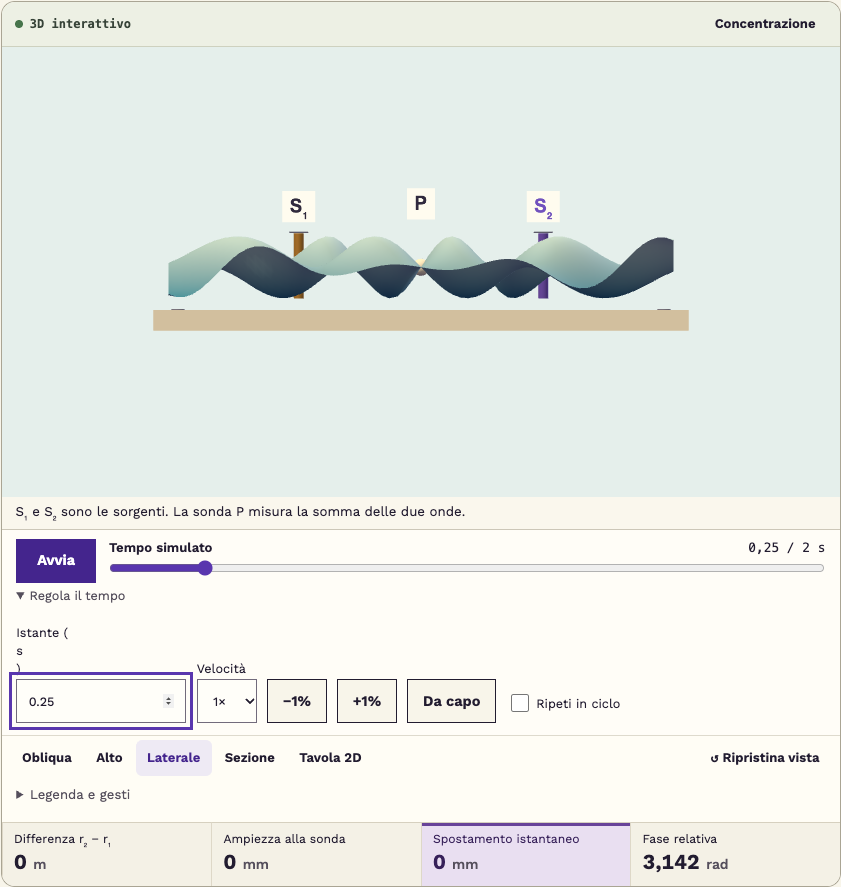 3D interattivo
Concentrazione
S₁
P
S₂
S₁ e S₂ sono le sorgenti. La sonda P misura la somma delle due onde.
Avvia
Tempo simulato
0,25 / 2 s
▼ Regola il tempo
Istante (
s
)
Velocità
0.25
1×
−1%
+1%
Da capo
Ripeti in ciclo
Obliqua
Alto
Laterale
Sezione
Tavola 2D
↺ Ripristina vista
▶ Legenda e gesti
Differenza r₂ − r₁
0 m
Ampiezza alla sonda
0 mm
Spostamento istantaneo
0 mm
Fase relativa
3,142 rad